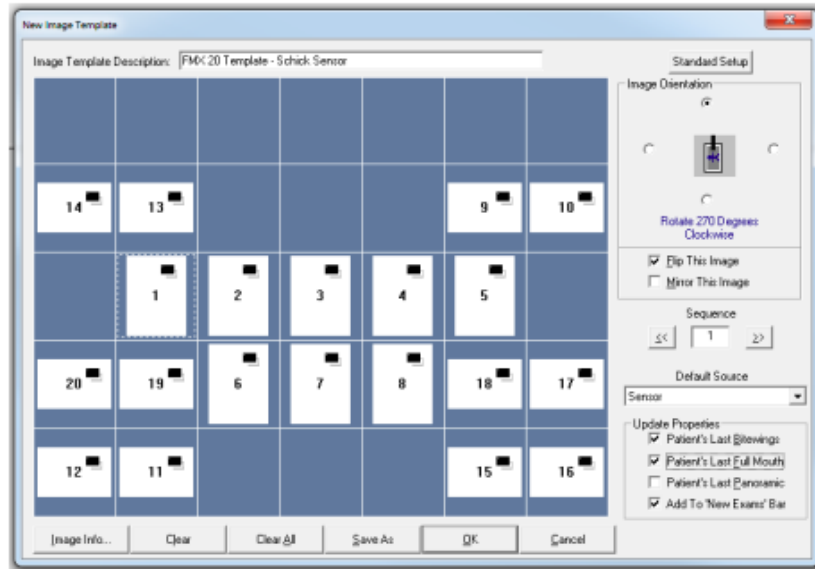 New Image Template
Image Template Description: FMX 20 Template - Schick Sensor
Standard Setup
Image Orientation
Rotate 270 Degrees
Clockwise
Flip This Image
Mirror This Image
Sequence
<< 1 >>
Default Source
Sensor
Update Properties
Patient's Last Bitewings
Patient's Last Full Mouth
Patient's Last Panoramic
Add To 'New Exams' Bar
14 13 9 10
1 2 3 4 5
20 19 6 7 8 18 17
12 11 15 16
Image Info... Clear Clear All Save As OK Cancel